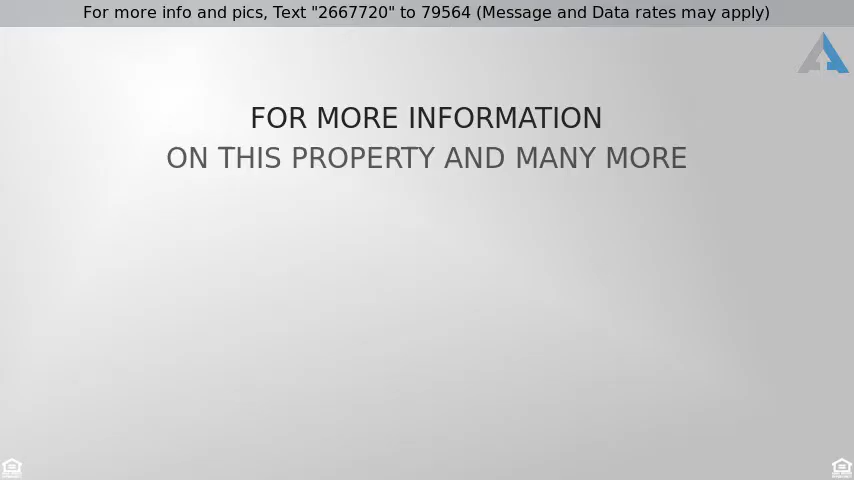 For more info and pics, Text "2667720" to 79564 (Message and Data rates may apply)
FOR MORE INFORMATION
ON THIS PROPERTY AND MANY MORE